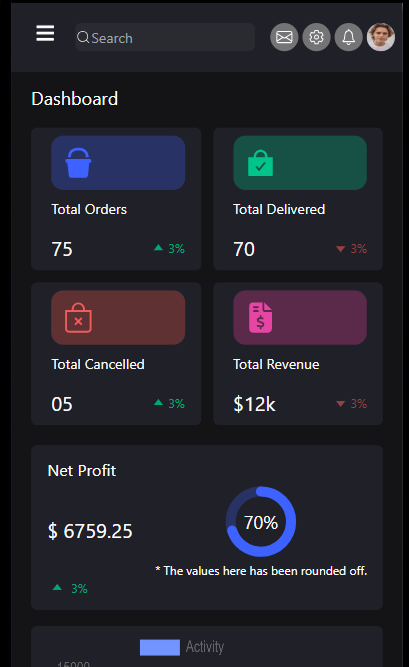 Search
Dashboard
Total Orders
75 3%
Total Delivered
70 3%
Total Cancelled
05 3%
Total Revenue
$12k 3%
Net Profit
$ 6759.25
70%
* The values here has been rounded off.
3%
Activity
15000